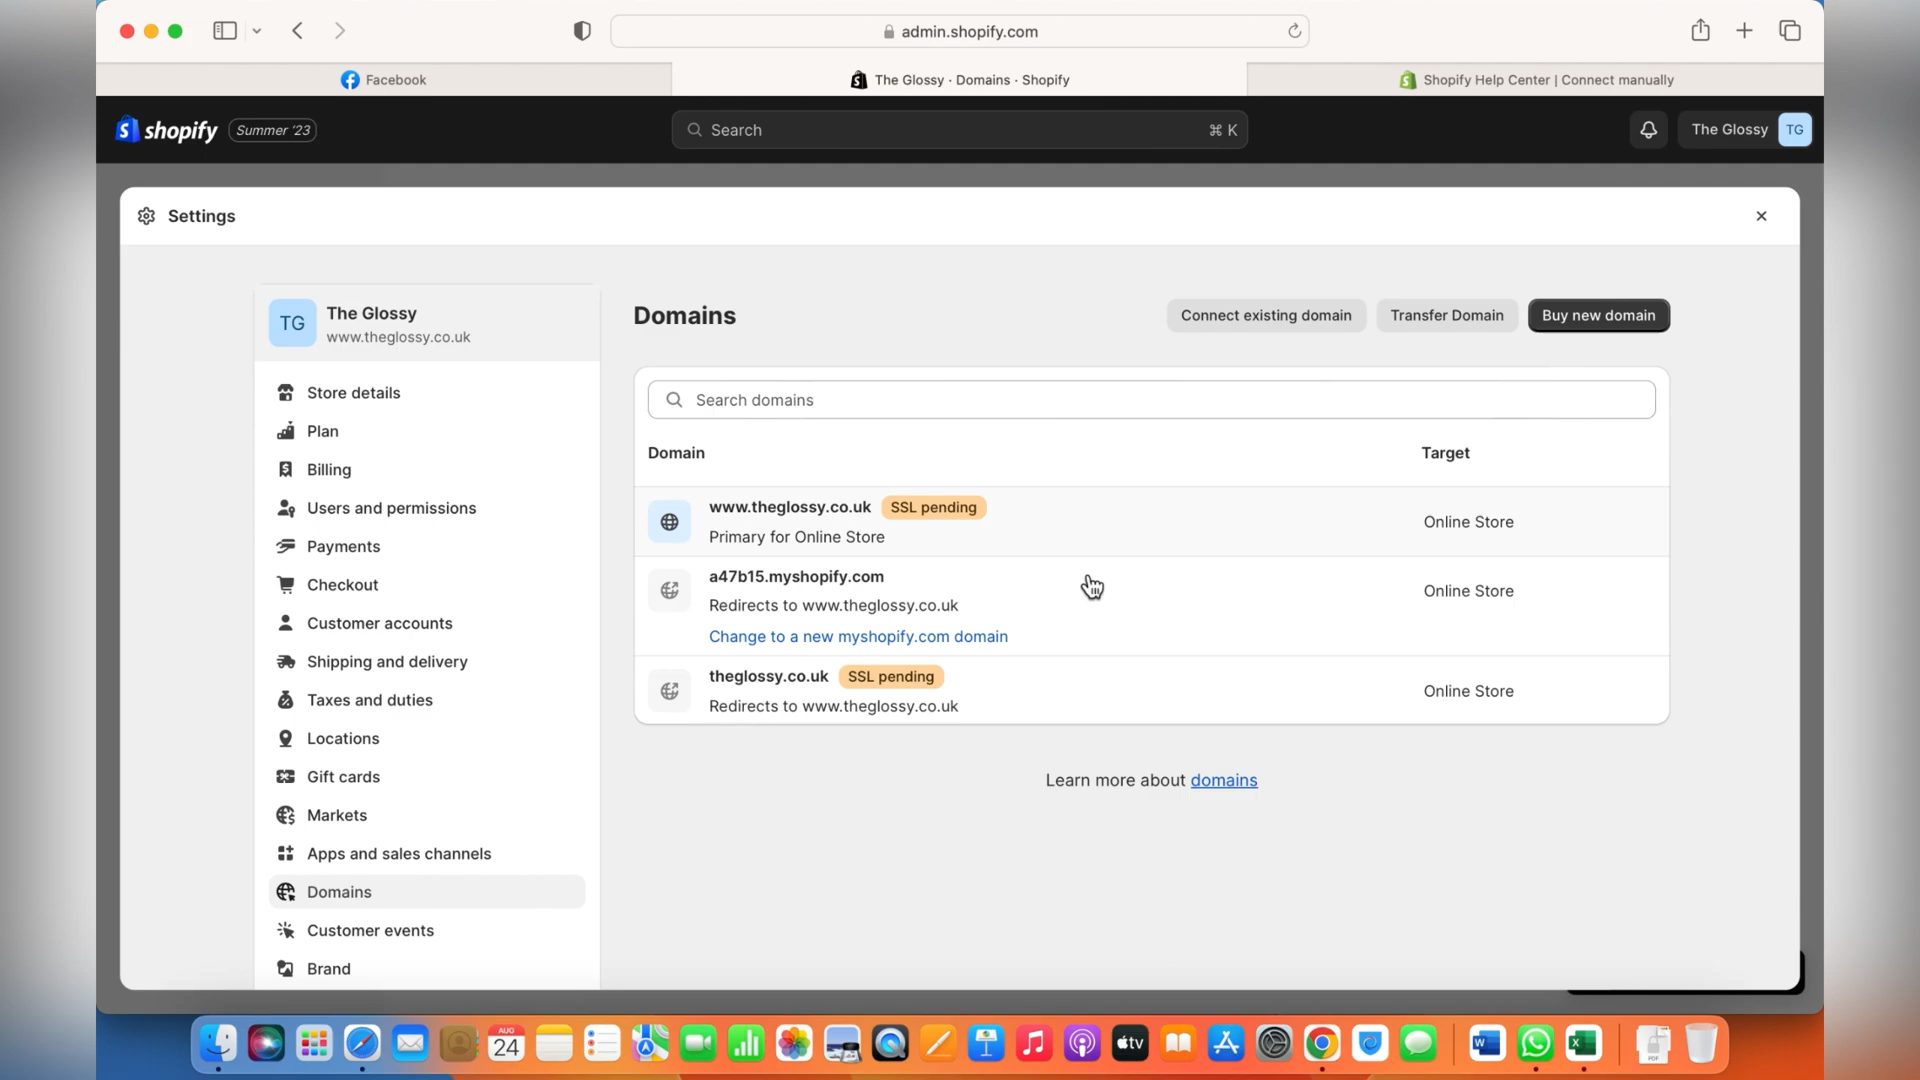 admin.shopify.com
Facebook
The Glossy · Domains · Shopify
Shopify Help Center | Connect manually
shopify
Summer '23
Search
⌘ K
The Glossy
TG
Settings
TG
The Glossy
www.theglossy.co.uk
Store details
Plan
Billing
Users and permissions
Payments
Checkout
Customer accounts
Shipping and delivery
Taxes and duties
Locations
Gift cards
Markets
Apps and sales channels
Domains
Customer events
Brand
Domains
Connect existing domain
Transfer Domain
Buy new domain
Search domains
Domain
Target
www.theglossy.co.uk SSL pending
Primary for Online Store
Online Store
a47b15.myshopify.com
Redirects to www.theglossy.co.uk
Change to a new myshopify.com domain
Online Store
theglossy.co.uk SSL pending
Redirects to www.theglossy.co.uk
Online Store
Learn more about domains
AUG
24
tv
W
X
PDF